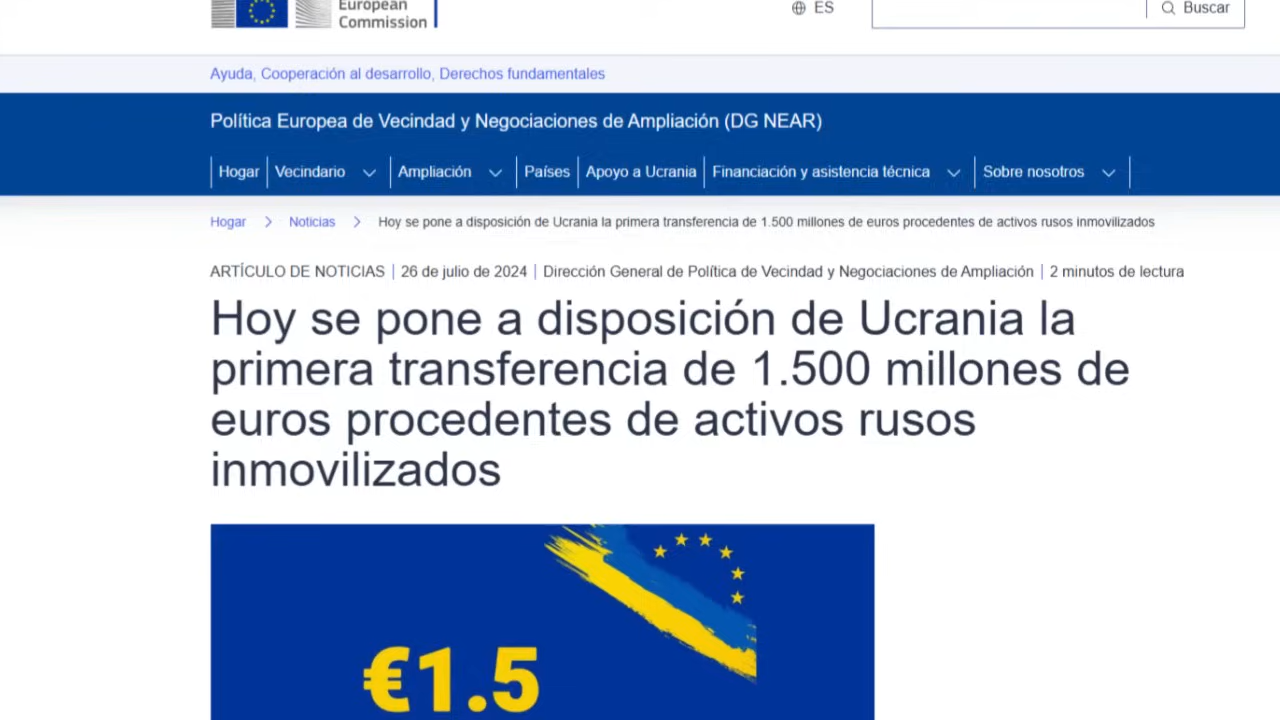 European
Commission
ES
Buscar
Ayuda, Cooperación al desarrollo, Derechos fundamentales
Política Europea de Vecindad y Negociaciones de Ampliación (DG NEAR)
Hogar Vecindario Ampliación Países Apoyo a Ucrania Financiación y asistencia técnica Sobre nosotros
Hogar > Noticias > Hoy se pone a disposición de Ucrania la primera transferencia de 1.500 millones de euros procedentes de activos rusos inmovilizados
ARTÍCULO DE NOTICIAS | 26 de julio de 2024 | Dirección General de Política de Vecindad y Negociaciones de Ampliación | 2 minutos de lectura
Hoy se pone a disposición de Ucrania la
primera transferencia de 1.500 millones de
euros procedentes de activos rusos
inmovilizados
€1.5